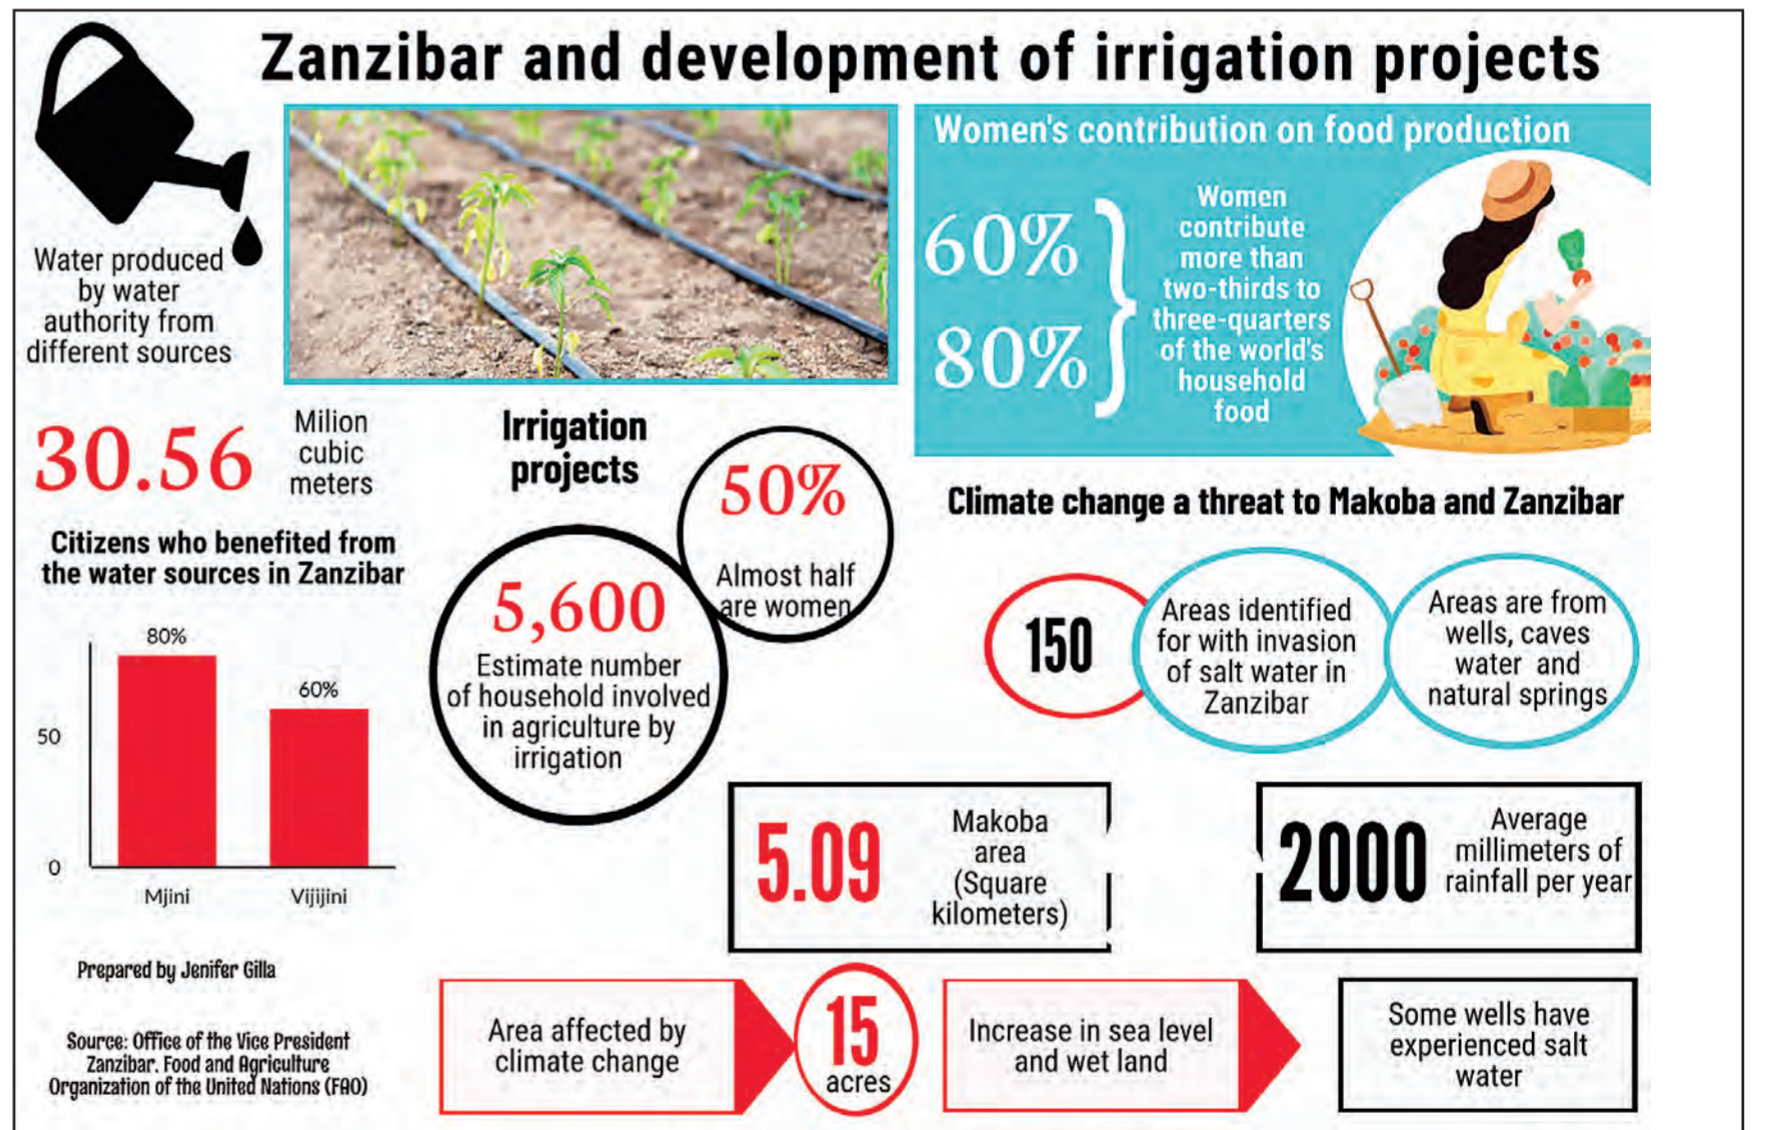 Zanzibar and development of irrigation projects
Water produced
by water
authority from
different sources
30.56
Milion
cubic
meters
Citizens who benefited from
the water sources in Zanzibar
80%
60%
50
0
Mjini
Vijijini
Prepared by Jenifer Gilla
Source: Office of the Vice President
Zanzibar. Food and Agriculture
Organization of the United Nations (FAO)
Irrigation
projects
50%
Almost half
are women
5,600
Estimate number
of household involved
in agriculture by
irrigation
Women's contribution on food production
60%
80%
Women
contribute
more than
two-thirds to
three-quarters
of the world's
household
food
Climate change a threat to Makoba and Zanzibar
150
Areas identified
for with invasion
of salt water in
Zanzibar
Areas are from
wells, caves
water and
natural springs
5.09
Makoba
area
(Square
kilometers)
2000
Average
millimeters of
rainfall per year
Area affected by
climate change
15
acres
Increase in sea level
and wet land
Some wells have
experienced salt
water